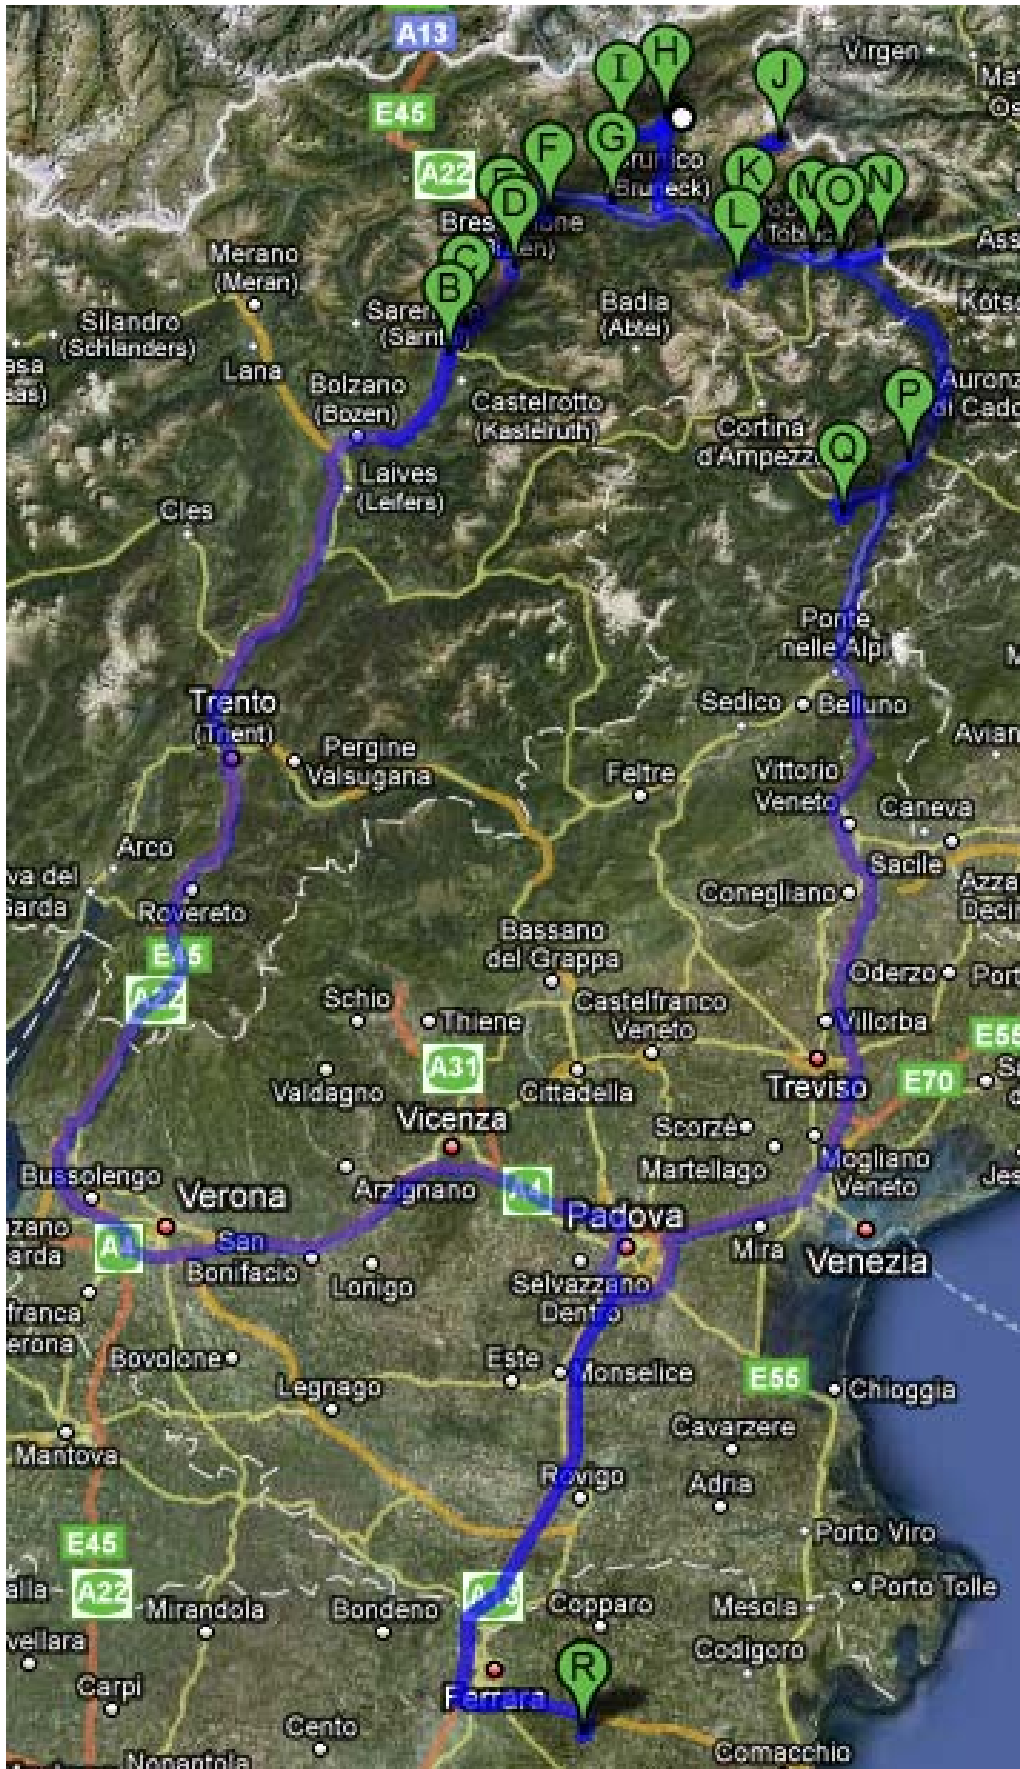 A13
Virgen
I
H
J
E45
G
F
K
A22
D
L
O
N
C
B
Merano
(Meran)
Badia
(Abtei)
Silandro
(Schlanders)
Lana
Bolzano
(Bozen)
Castelrotto
(Kastelruth)
P
Cortina
Q
Laives
(Leifers)
Cles
Ponte
Trento
(Trient)
Sedico
Belluno
Pergine
Valsugana
Feltre
Vittorio
Veneto
Caneva
Arco
Sacile
Conegliano
Rovereto
E45
A22
Bassano
del Grappa
Oderzo
Schio
Thiene
Castelfranco
Veneto
Villorba
A31
Valdagno
Cittadella
Treviso
E70
Vicenza
Scorzè
Martellago
Mogliano
Veneto
Bussolengo
Verona
Arzignano
A4
Padova
San
Bonifacio
Lonigo
Selvazzano
Dentro
Mira
Venezia
Bovolone
Este
Monselice
E55
Legnago
Chioggia
Mantova
Cavarzere
Rovigo
Adria
E45
Porto Viro
A22
Mirandola
Bondeno
Copparo
Mesola
Porto Tolle
Codigoro
R
Carpi
Ferrara
Cento
Nonantola
Comacchio